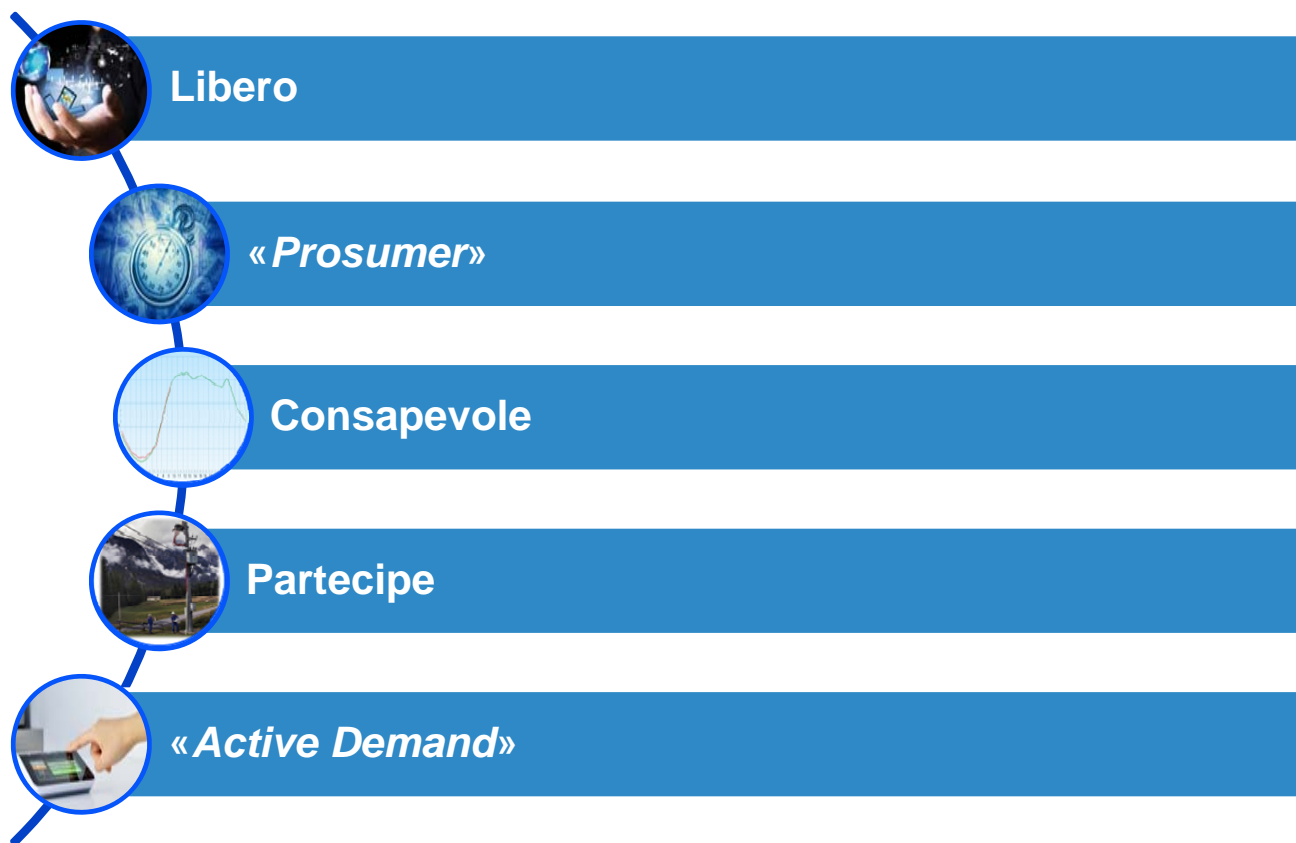 Libero
«Prosumer»
Consapevole
Partecipe
«Active Demand»